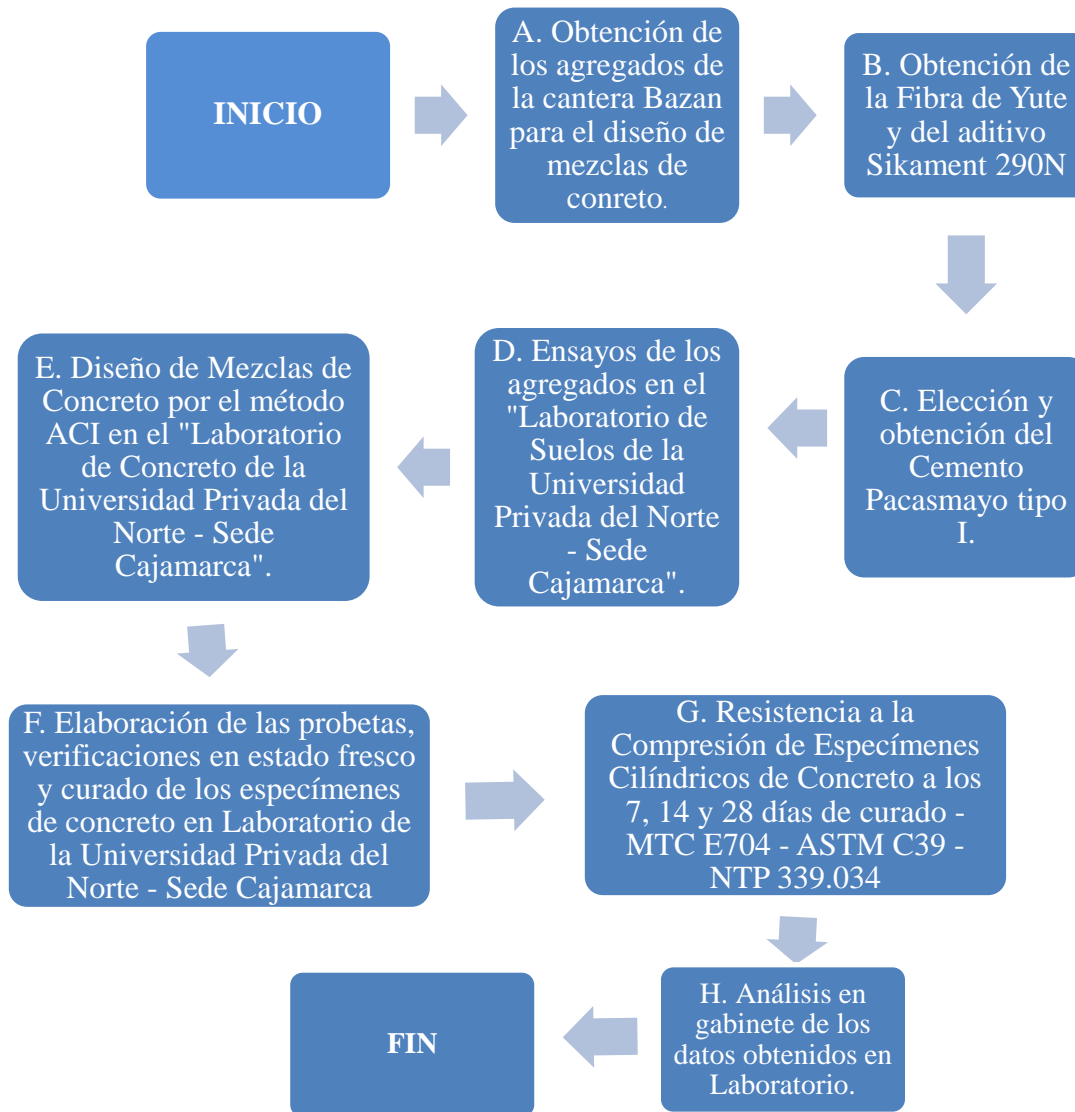 INICIO
A. Obtención de
los agregados de
la cantera Bazan
para el diseño de
mezclas de
conreto.
B. Obtención de
la Fibra de Yute
y del aditivo
Sikament 290N
C. Elección y
obtención del
Cemento
Pacasmayo tipo
I.
D. Ensayos de los
agregados en el
"Laboratorio de
Suelos de la
Universidad
Privada del Norte
- Sede
Cajamarca".
E. Diseño de Mezclas de
Concreto por el método
ACI en el "Laboratorio
de Concreto de la
Universidad Privada del
Norte - Sede
Cajamarca".
F. Elaboración de las probetas,
verificaciones en estado fresco
y curado de los especímenes
de concreto en Laboratorio de
la Universidad Privada del
Norte - Sede Cajamarca
G. Resistencia a la
Compresión de Especímenes
Cilíndricos de Concreto a los
7, 14 y 28 días de curado -
MTC E704 - ASTM C39 -
NTP 339.034
H. Análisis en
gabinete de los
datos obtenidos en
Laboratorio.
FIN